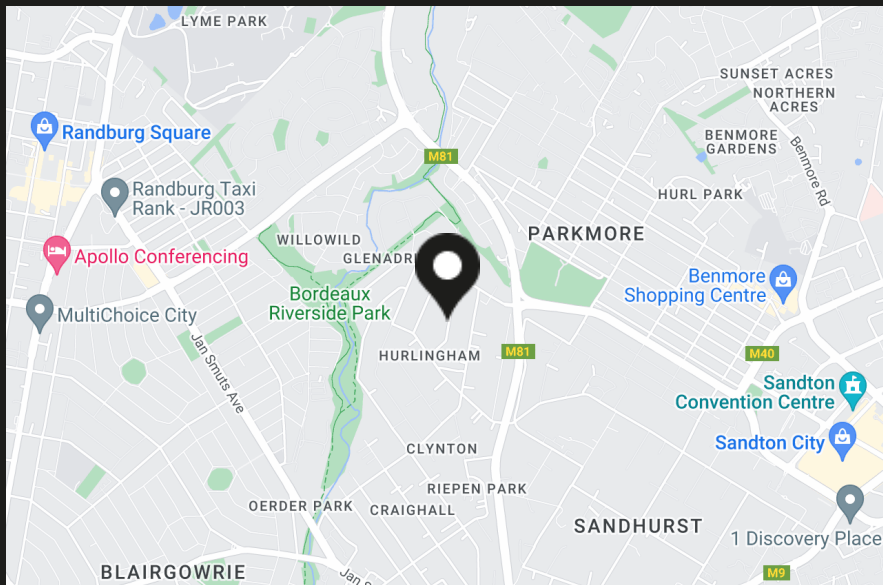 LYME PARK
SUNSET ACRES
NORTHERN
ACRES
Randburg Square
BENMORE
GARDENS
Benmore Rd
M81
Randburg Taxi
Rank - JR003
HURL PARK
WILLOWILD
PARKMORE
Apollo Conferencing
GLENADRI
Benmore
Shopping Centre
Bordeaux
Riverside Park
MultiChoice City
Jan Smuts Ave
HURLINGHAM
M81
M40
Sandton
Convention Centre
Sandton City
CLYNTON
RIEPEN PARK
OERDER PARK
CRAIGHALL
SANDHURST
1 Discovery Place
BLAIRGOWRIE
Jan S
M9